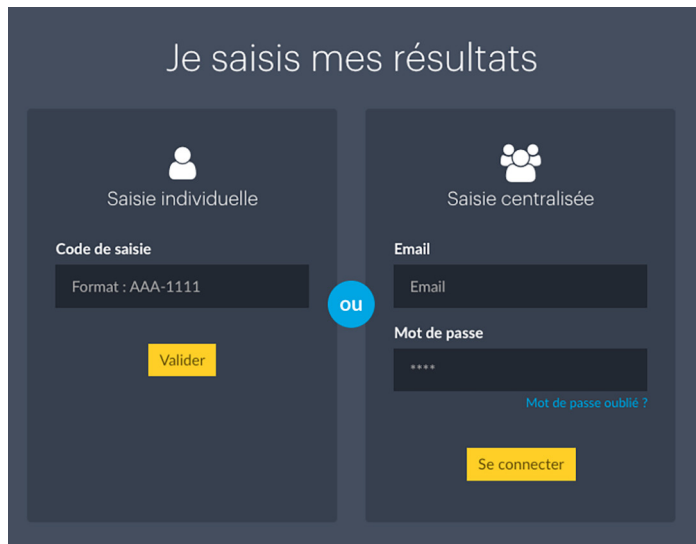 Je saisis mes résultats
Saisie individuelle
Code de saisie
Format : AAA-1111
Valider
ou
Saisie centralisée
Email
Email
Mot de passe
****
Mot de passe oublié ?
Se connecter